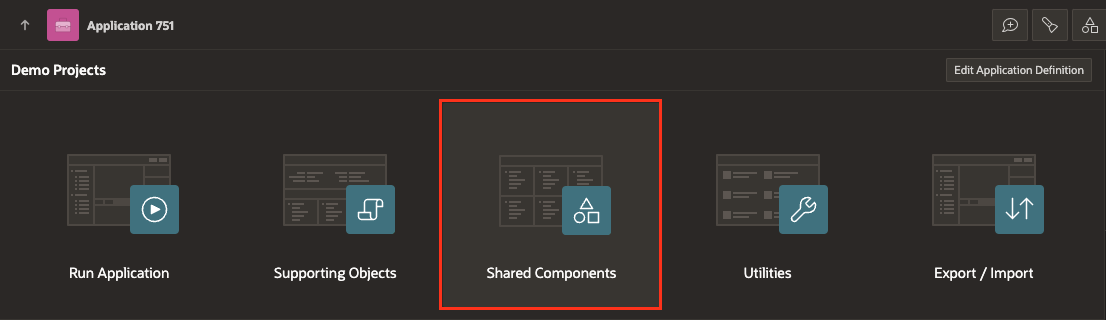 Application 751
Demo Projects
Edit Application Definition
Run Application
Supporting Objects
Shared Components
Utilities
Export / Import